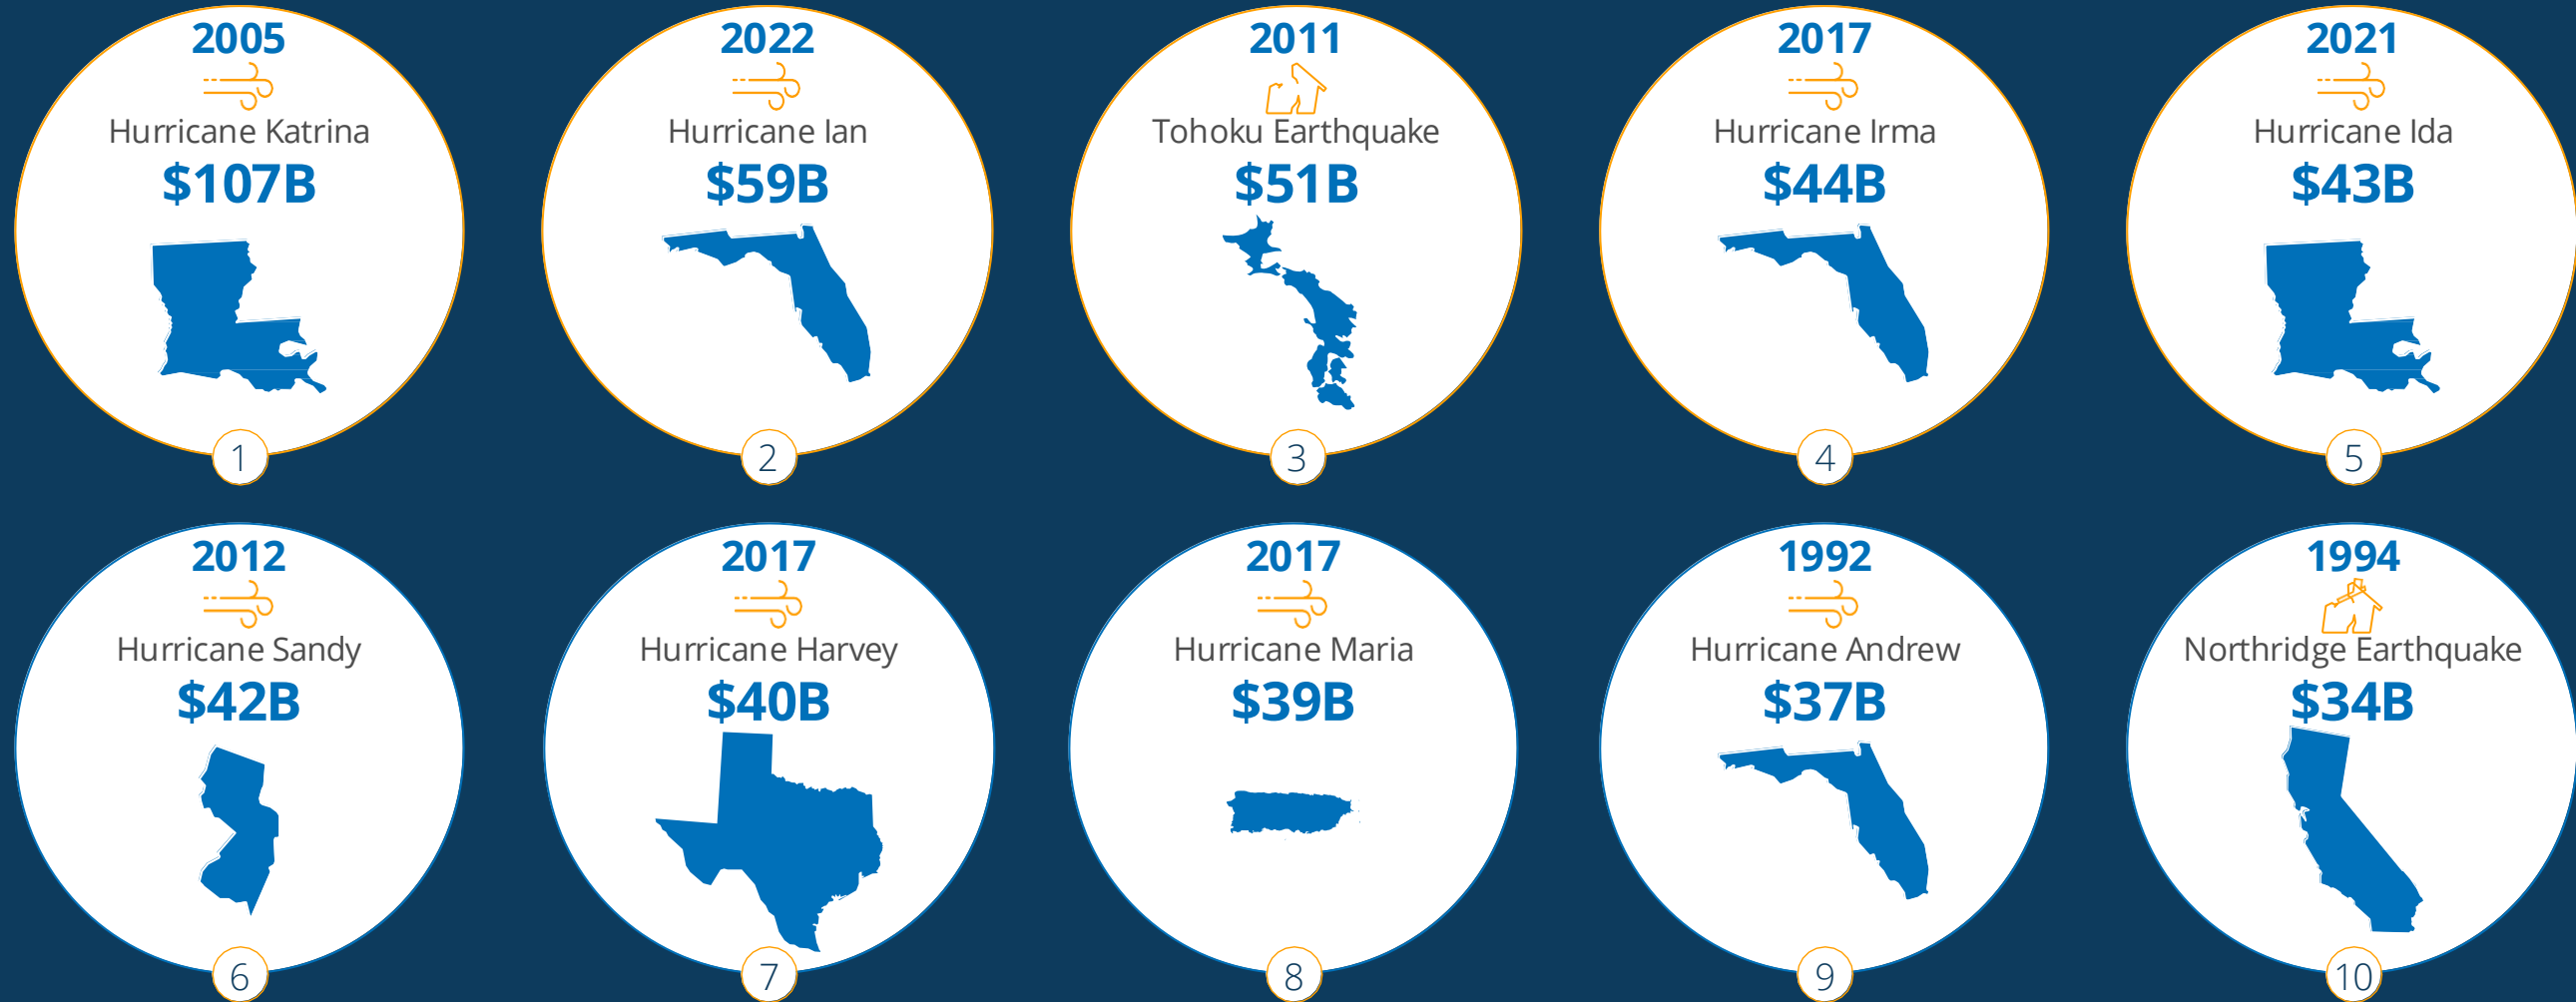 2005
Hurricane Katrina
$107B
1
2022
Hurricane Ian
$59B
2
2011
Tohoku Earthquake
$51B
3
2017
Hurricane Irma
$44B
4
2021
Hurricane Ida
$43B
5
2012
Hurricane Sandy
$42B
6
2017
Hurricane Harvey
$40B
7
2017
Hurricane Maria
$39B
8
1992
Hurricane Andrew
$37B
9
1994
Northridge Earthquake
$34B
10